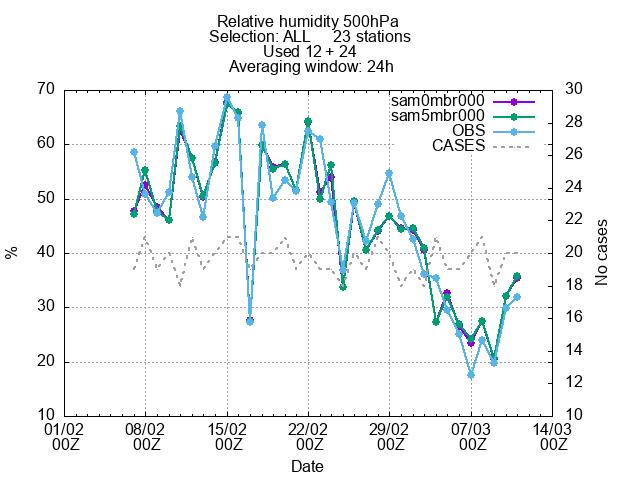 Relative humidity 500hPa
Selection: ALL 23 stations
Used 12 + 24
Averaging window: 24h
sam0mbr000
sam5mbr000
OBS
CASES
70
60
50
40
30
20
10
%
30
28
26
24
22
20
18
16
14
12
10
No cases
01/02 08/02 15/02 22/02 29/02 07/03 14/03
00Z 00Z 00Z 00Z 00Z 00Z 00Z
Date